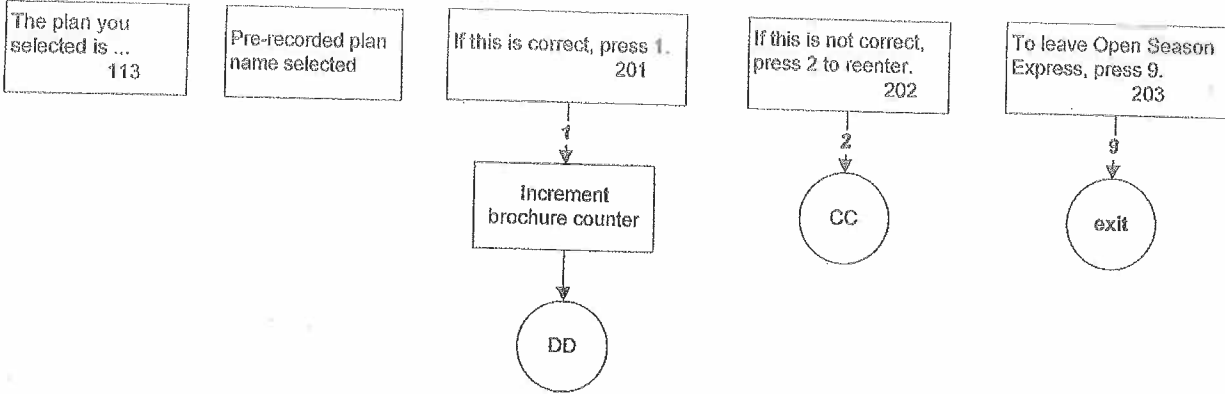 The plan you
selected is ...
113
Pre-recorded plan
name selected
If this is correct, press 1.
201
If this is not correct,
press 2 to reenter.
202
To leave Open Season
Express, press 9.
203
1
2
9
Increment
brochure counter
CC
exit
DD